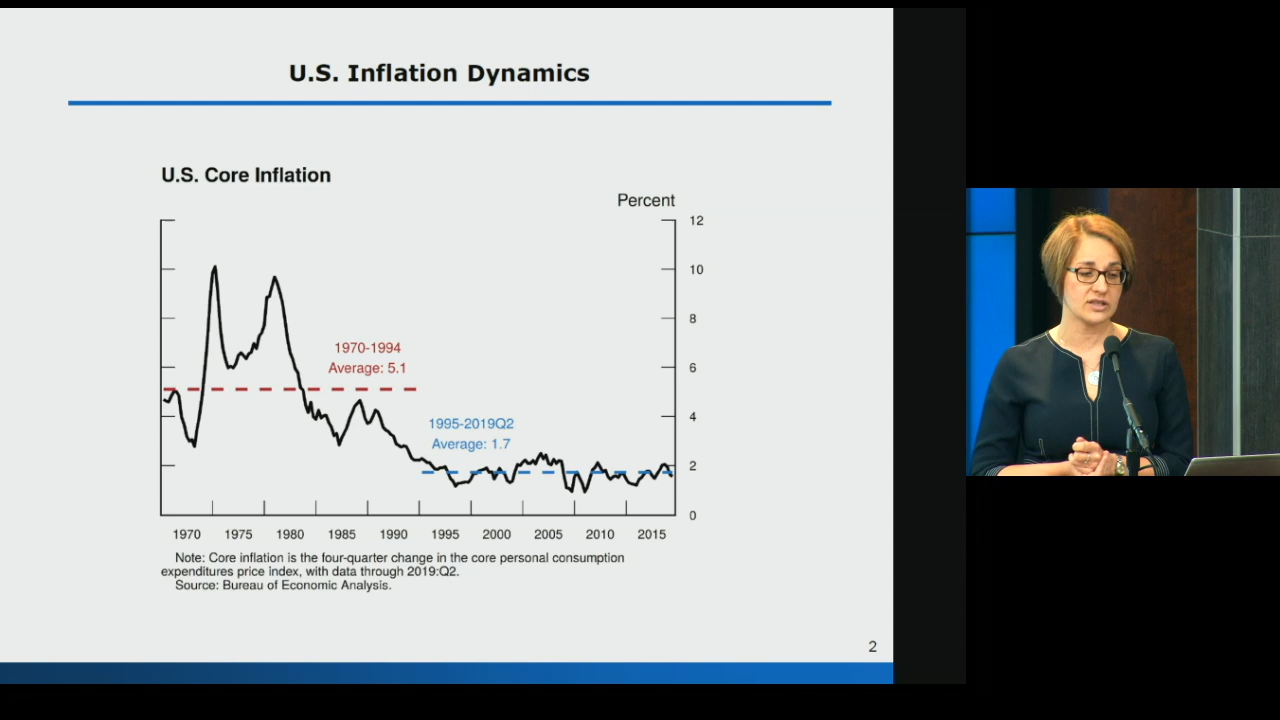 U.S. Inflation Dynamics
U.S. Core Inflation
Percent
12
10
8
6
4
2
0
1970-1994
Average: 5.1
1995-2019Q2
Average: 1.7
1970 1975 1980 1985 1990 1995 2000 2005 2010 2015
Note: Core inflation is the four-quarter change in the core personal consumption
expenditures price index, with data through 2019:Q2.
Source: Bureau of Economic Analysis.
2